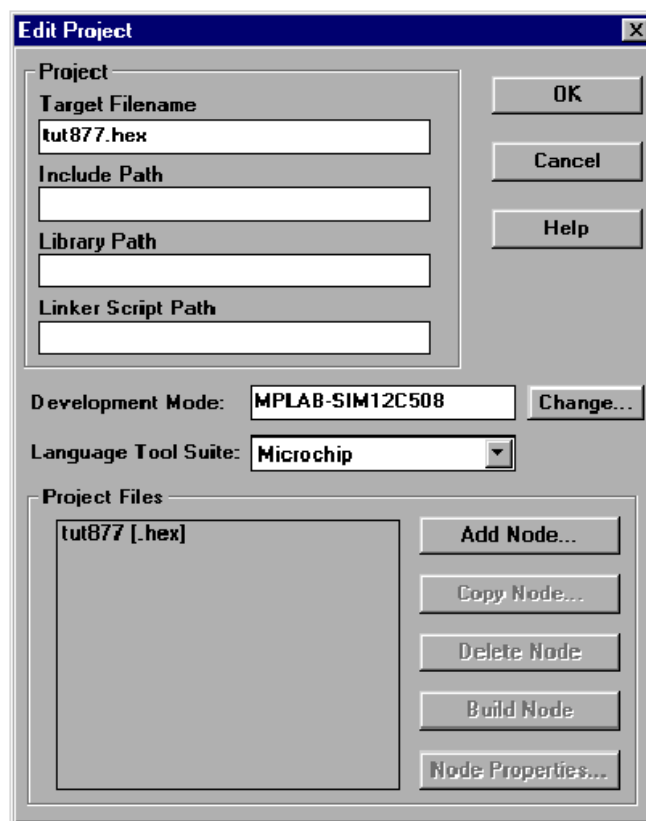 Edit Project
Project
Target Filename
tut877.hex
Include Path
Library Path
Linker Script Path
OK
Cancel
Help
Development Mode: MPLAB-SIM12C508 Change...
Language Tool Suite: Microchip
Project Files
tut877 [.hex]
Add Node...
Copy Node...
Delete Node
Build Node
Node Properties...